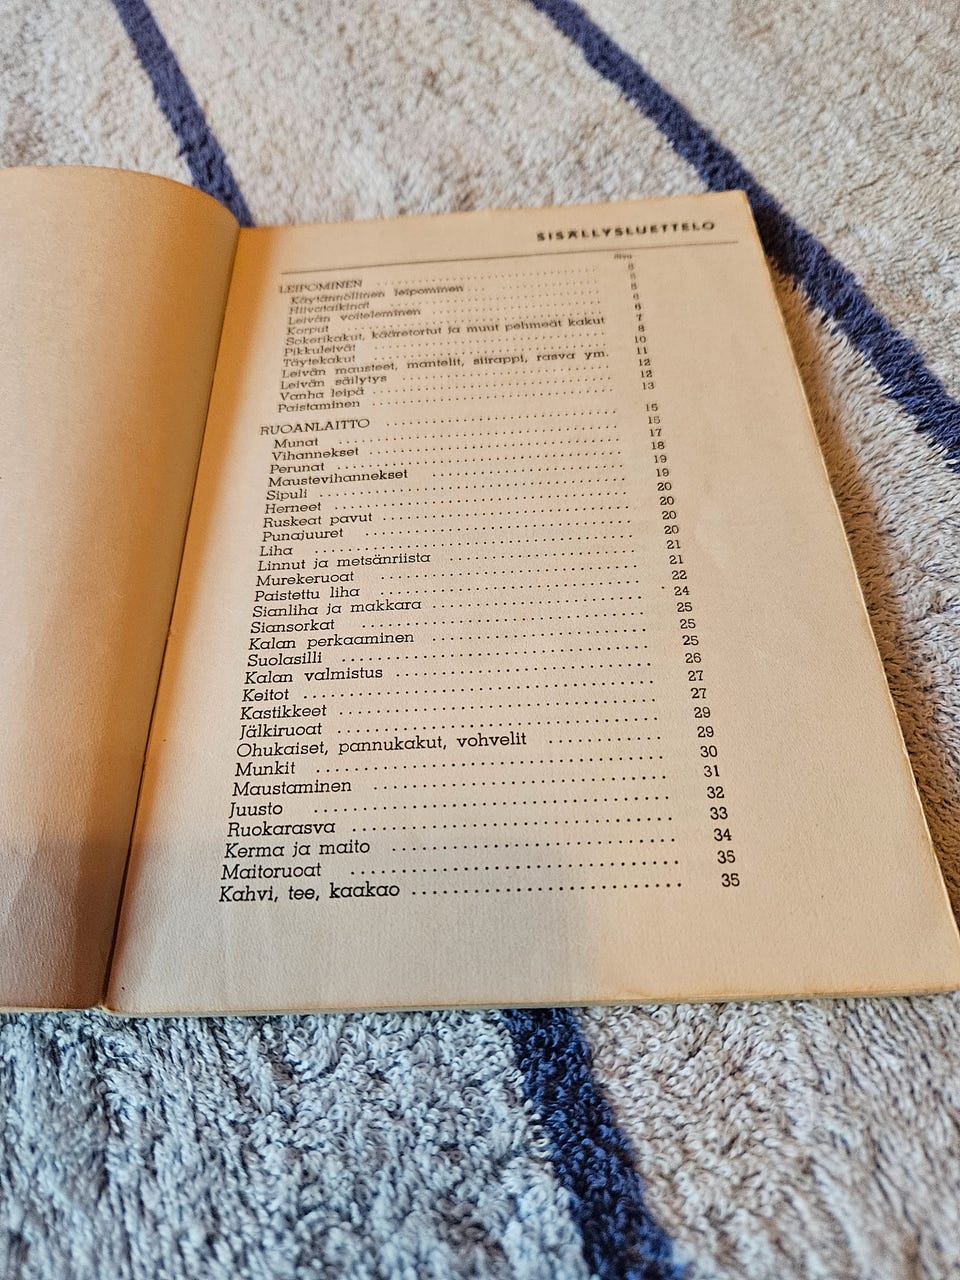 SISÄLLYSLUETTELO
Sivu
LEIPOMINEN .......... 5
Käytännöllinen leipominen .......... 5
Hiivataikinat .......... 5
Leivän voiteleminen .......... 6
Korput .......... 6
Sokerikakut, kääretortut ja muut pehmeät kakut 7
Pikkuleivät .......... 8
Täytekakut .......... 10
Leivän mausteet, mantelit, siirappi, rasva ym. 11
Leivän säilytys .......... 12
Vanha leipä .......... 12
Paistaminen .......... 13
RUOANLAITTO .......... 15
Munat .......... 15
Vihannekset .......... 17
Perunat .......... 18
Maustevihannekset .......... 19
Sipuli .......... 19
Herneet .......... 20
Ruskeat pavut .......... 20
Punajuuret .......... 20
Liha .......... 20
Linnut ja metsänriista .......... 21
Murekeruoat .......... 21
Paistettu liha .......... 22
Sianliha ja makkara .......... 24
Siansorkat .......... 25
Kalan perkaaminen .......... 25
Suolasilli .......... 25
Kalan valmistus .......... 26
Keitot .......... 27
Kastikkeet .......... 27
Jälkiruoat .......... 29
Ohukaiset, pannukakut, vohvelit .......... 29
Munkit .......... 30
Maustaminen .......... 31
Juusto .......... 32
Ruokarasva .......... 33
Kerma ja maito .......... 34
Maitoruoat .......... 35
Kahvi, tee, kaakao .......... 35